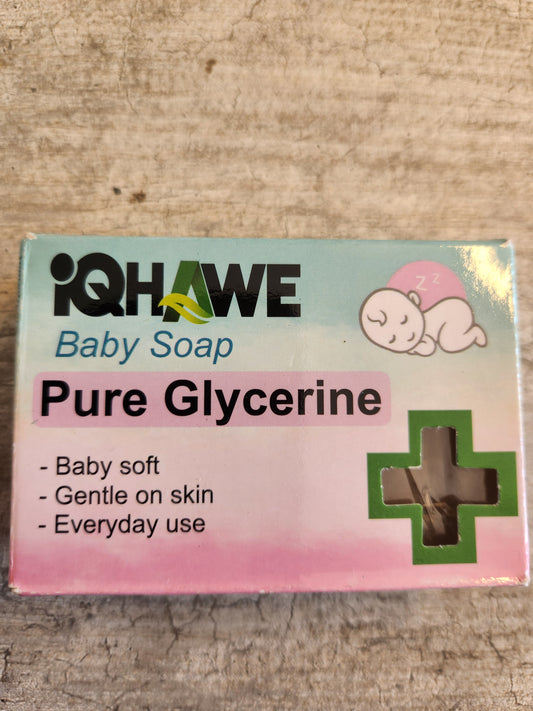 iQHAWE
Z Z
Baby Soap
Pure Glycerine
- Baby soft
- Gentle on skin
- Everyday use